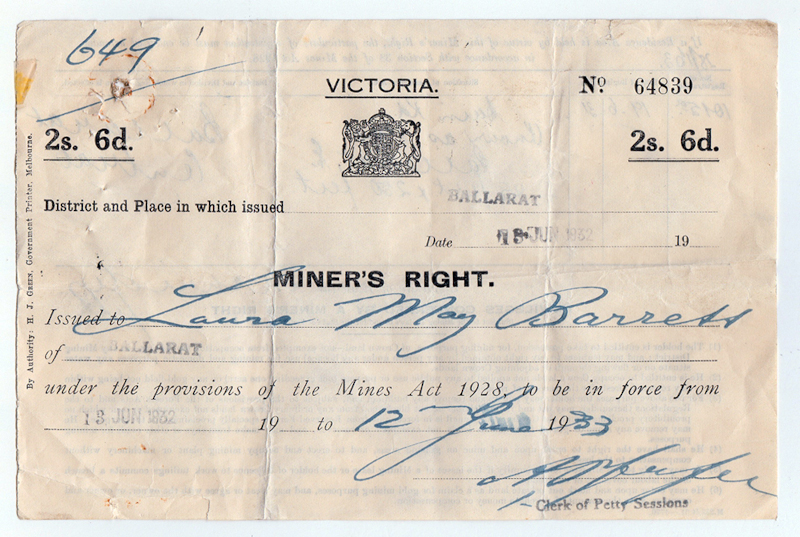 649
VICTORIA.
No. 64839
2s. 6d.
2s. 6d.
District and Place in which issued BALLARAT
Date 13 JUN 1932 19
MINER'S RIGHT.
Issued to Laura May Barrett
of BALLARAT
under the provisions of the Mines Act 1928, to be in force from
13 JUN 1932 19 to 12 June 1933
Clerk of Petty Sessions
By Authority: H. J. GREEN, Government Printer, Melbourne.